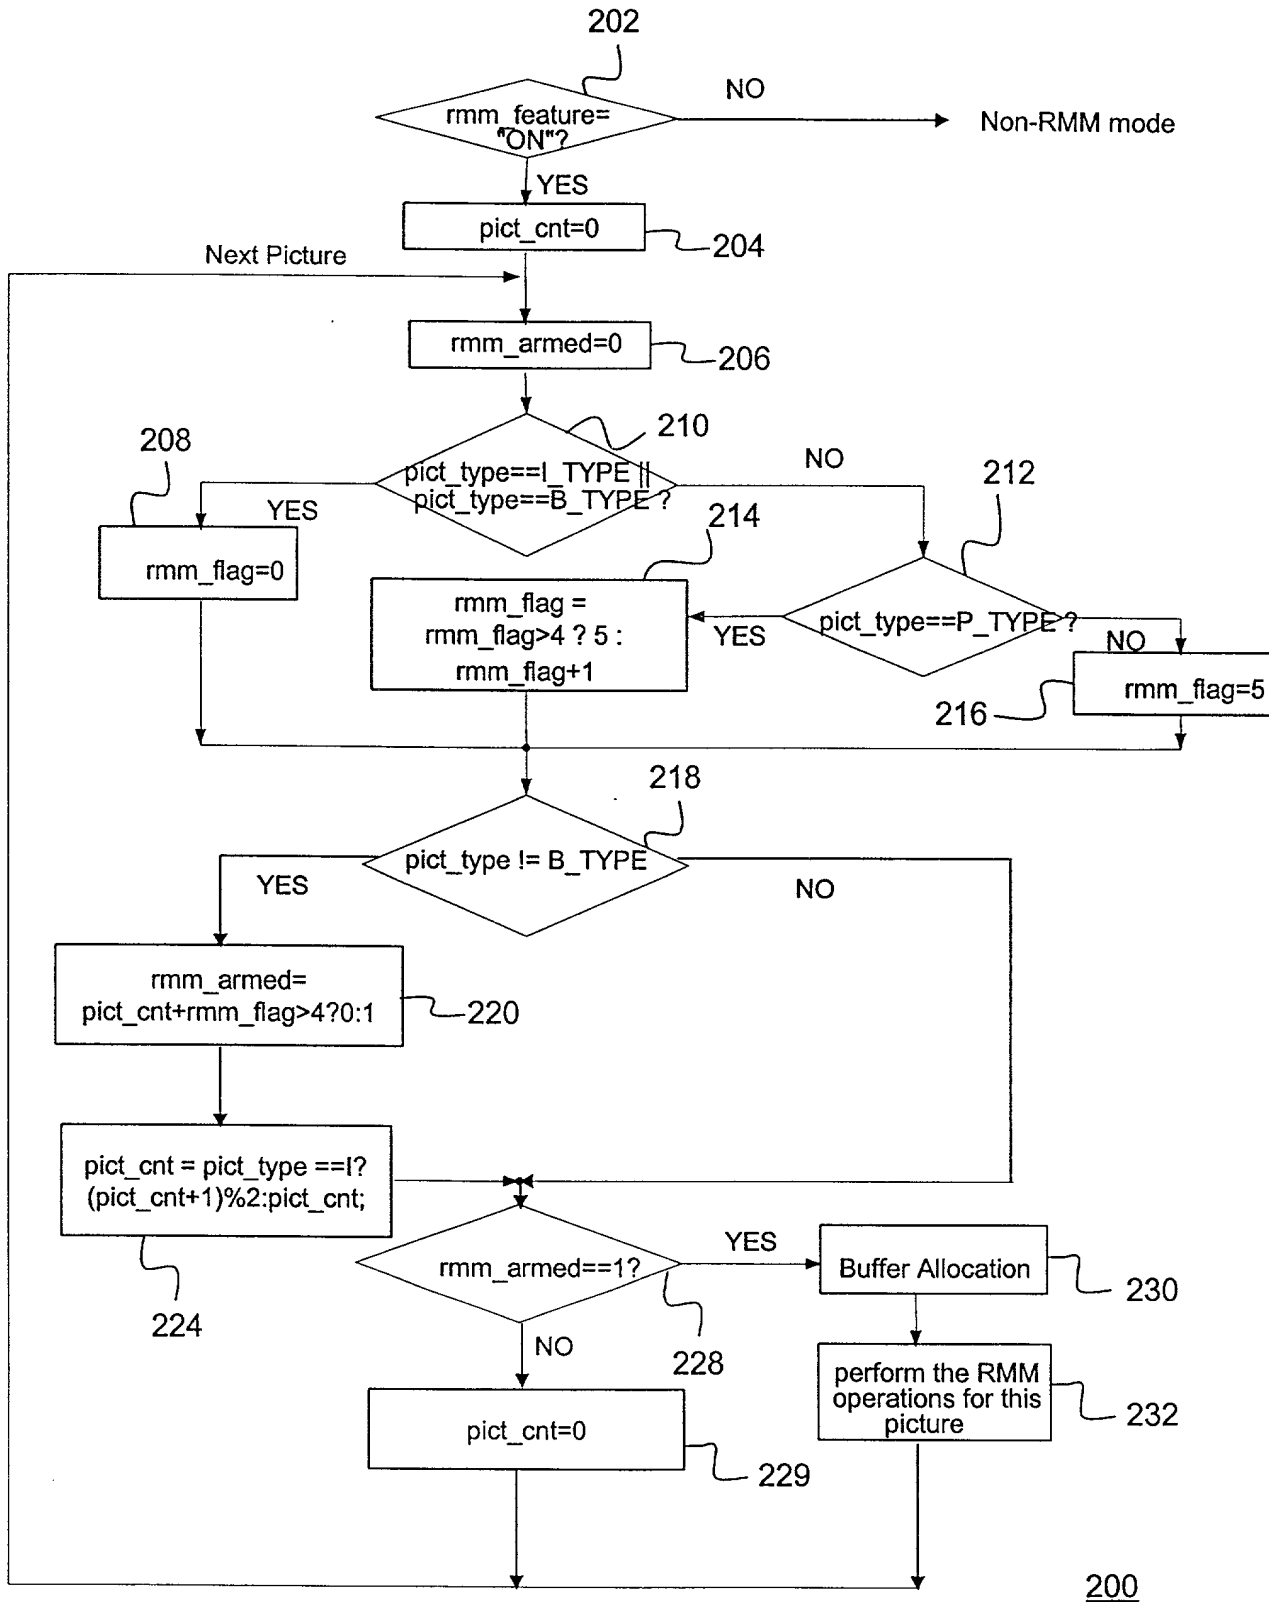 202
rmm_feature=
"ON"?
NO
Non-RMM mode
YES
pict_cnt=0
204
Next Picture
rmm_armed=0
206
210
208
pict_type==I_TYPE ||
pict_type==B_TYPE ?
NO
212
YES
214
rmm_flag=0
rmm_flag =
rmm_flag>4 ? 5 :
rmm_flag+1
YES
pict_type==P_TYPE ?
NO
rmm_flag=5
216
218
pict_type != B_TYPE
YES
NO
rmm_armed=
pict_cnt+rmm_flag>4?0:1
220
pict_cnt = pict_type ==I?
(pict_cnt+1)%2:pict_cnt;
224
rmm_armed==1?
YES
Buffer Allocation
230
228
NO
perform the RMM
operations for this
picture
232
pict_cnt=0
229
200